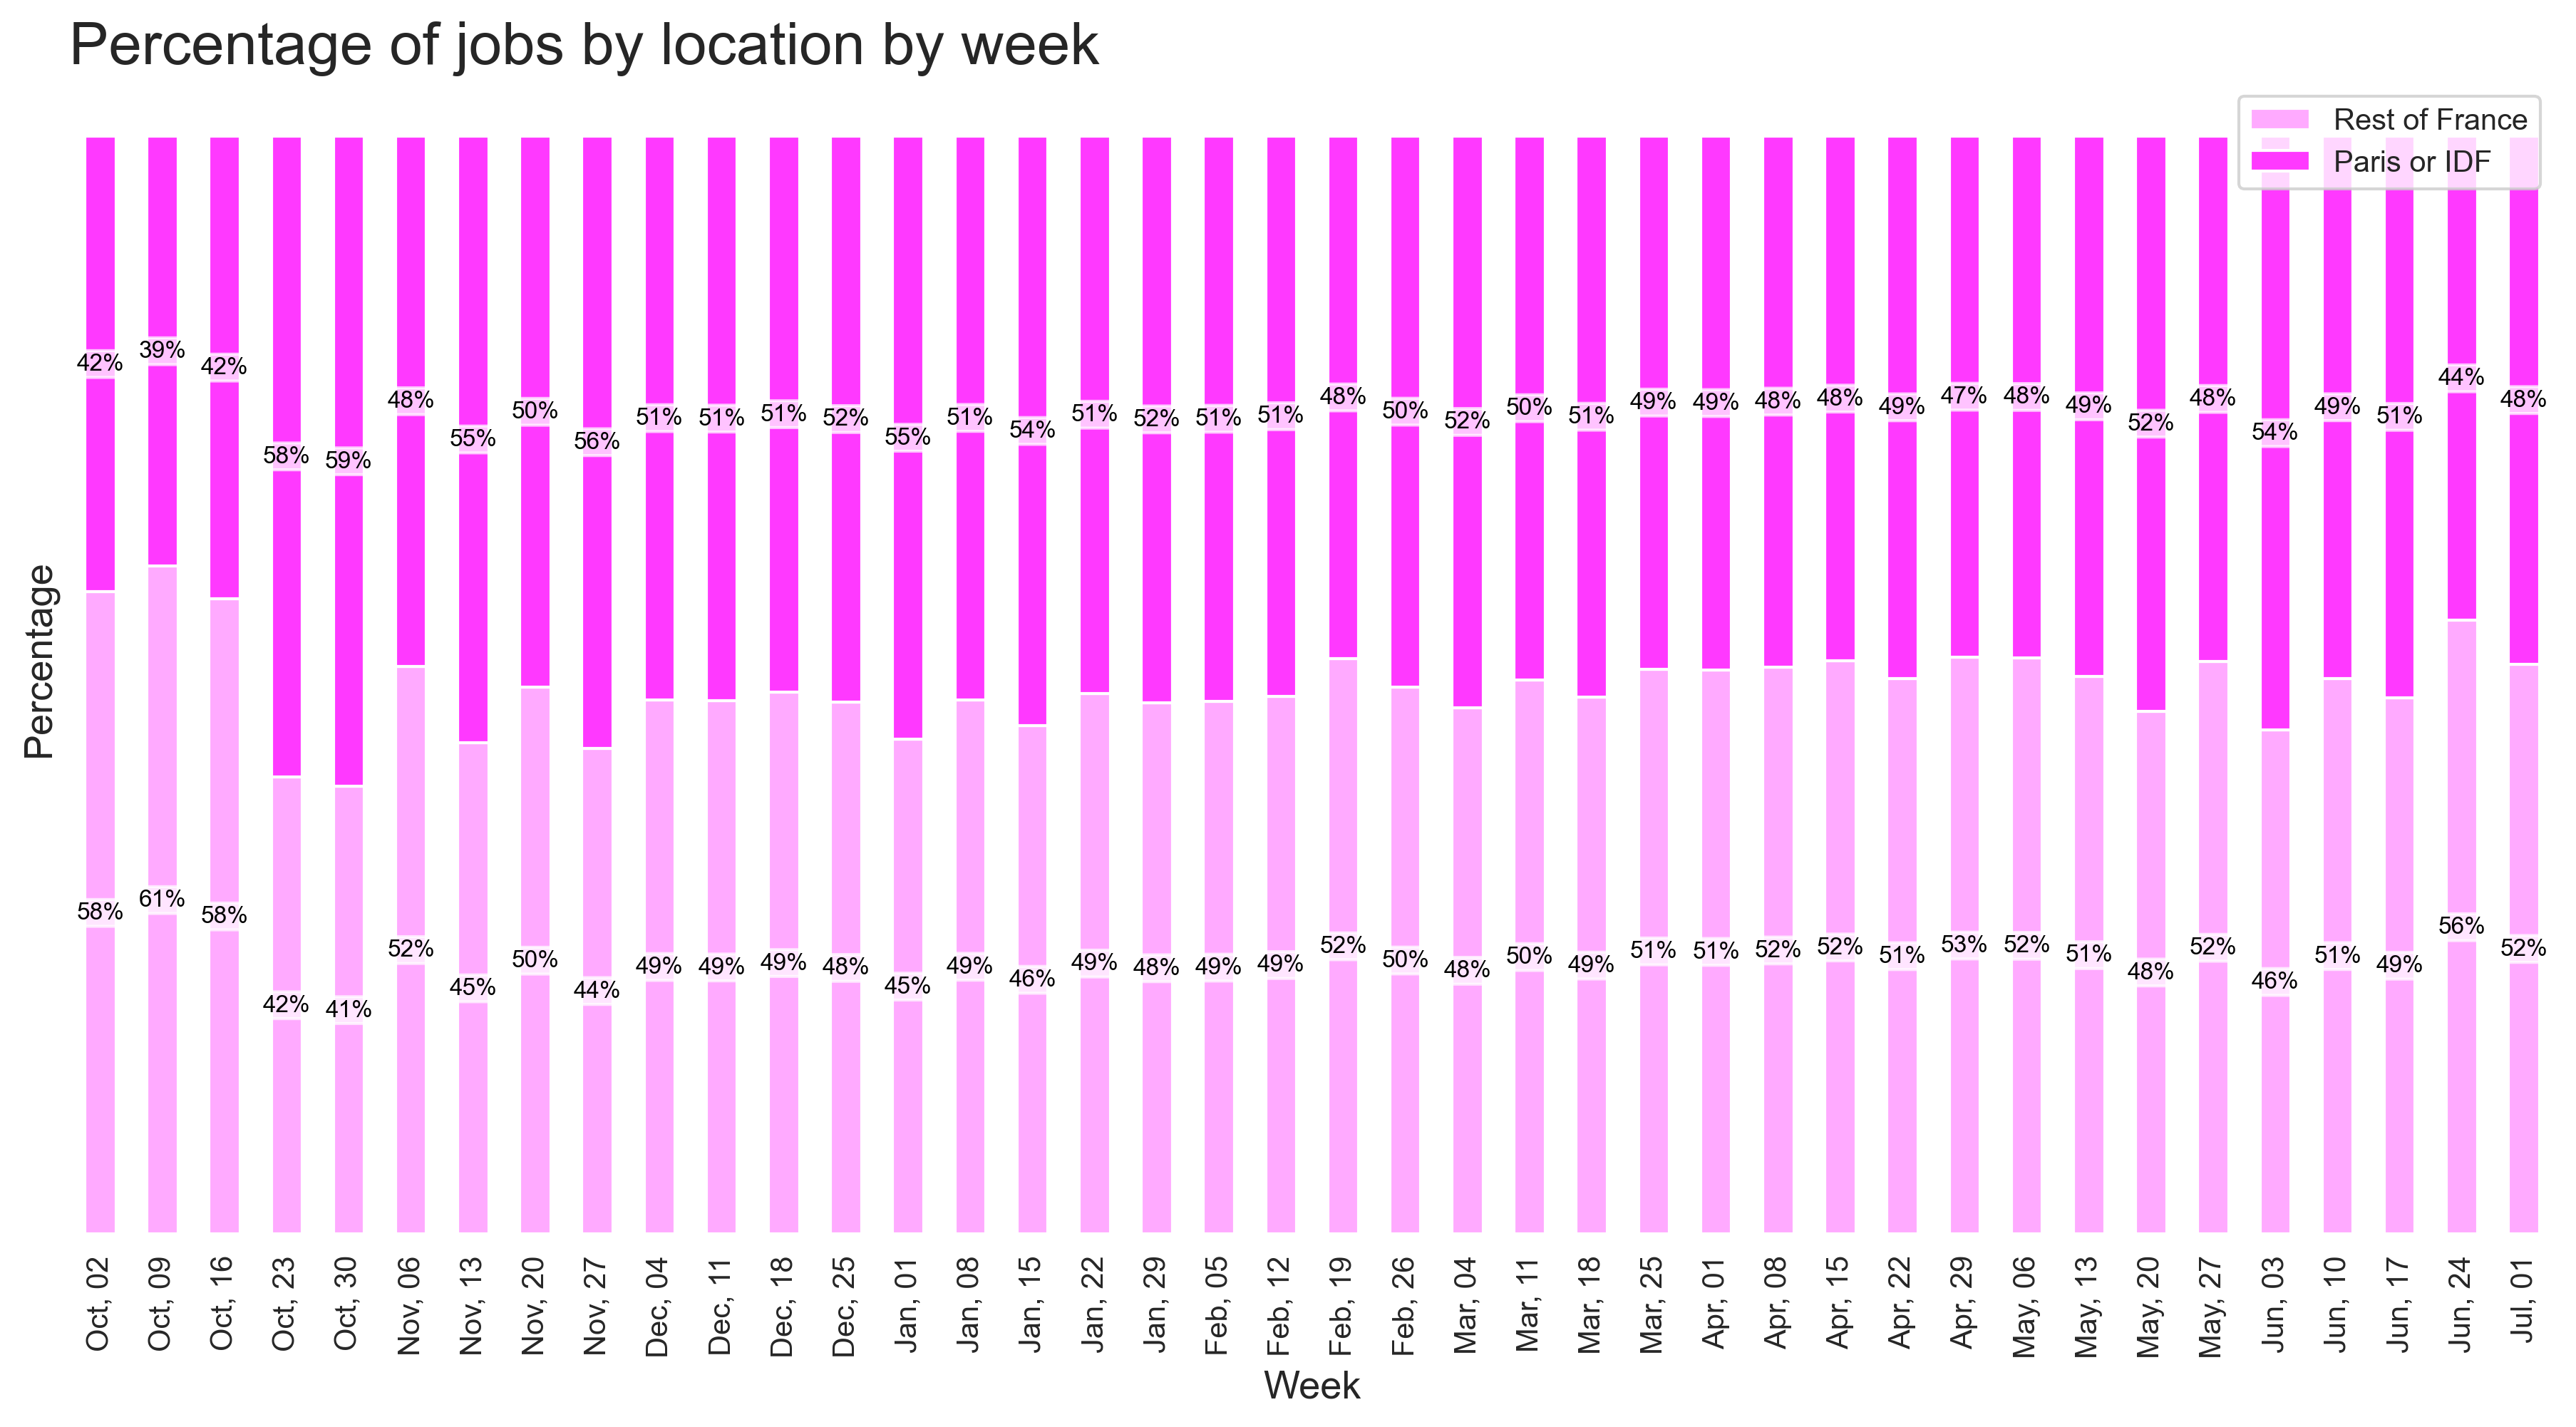 Percentage of jobs by location by week
Rest of France
Paris or IDF
Percentage
42% 39% 42% 58% 59% 48% 55% 50% 56% 51% 51% 51% 52% 55% 51% 54% 51% 52% 51% 51% 48% 50% 52% 50% 51% 49% 49% 48% 48% 49% 47% 48% 49% 52% 48% 54% 49% 51% 44% 48%
58% 61% 58% 42% 41% 52% 45% 50% 44% 49% 49% 49% 48% 45% 49% 46% 49% 48% 49% 49% 52% 50% 48% 50% 49% 51% 51% 52% 52% 51% 53% 52% 51% 48% 52% 46% 51% 49% 56% 52%
Oct, 02
Oct, 09
Oct, 16
Oct, 23
Oct, 30
Nov, 06
Nov, 13
Nov, 20
Nov, 27
Dec, 04
Dec, 11
Dec, 18
Dec, 25
Jan, 01
Jan, 08
Jan, 15
Jan, 22
Jan, 29
Feb, 05
Feb, 12
Feb, 19
Feb, 26
Mar, 04
Mar, 11
Mar, 18
Mar, 25
Apr, 01
Apr, 08
Apr, 15
Apr, 22
Apr, 29
May, 06
May, 13
May, 20
May, 27
Jun, 03
Jun, 10
Jun, 17
Jun, 24
Jul, 01
Week